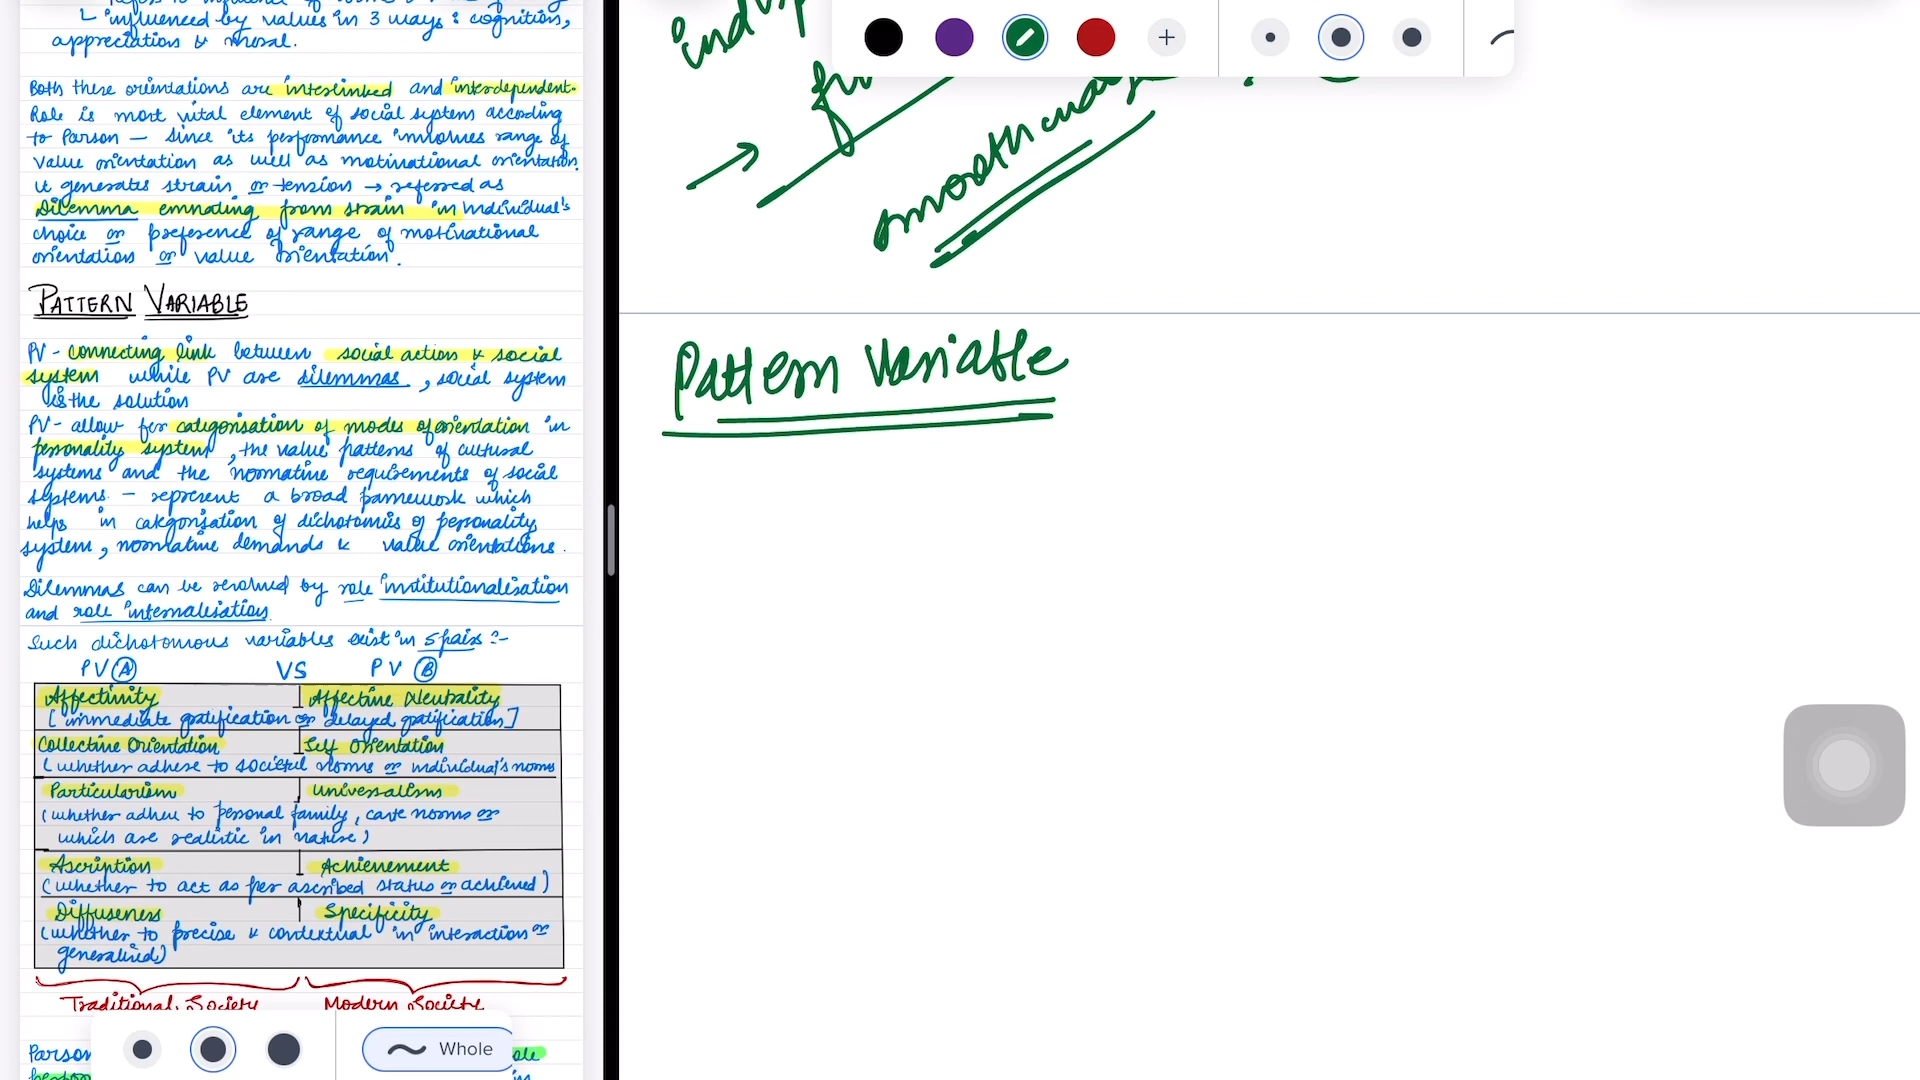 ↳ influenced by values in 3 ways : cognition,
appreciation & moral.
Both these orientations are interlinked and interdependent.
Role is most vital element of social system according
to Parson – since its performance involves range of
value orientation as well as motivational orientation.
it generates strain or tension → referred as
Dilemma emnating from strain in individual's
choice or preference of range of motivational
orientation or value orientation.
PATTERN VARIABLE
PV - connecting link between social action & social
system while PV are dilemmas, social system
is the solution
PV - allow for categorisation of modes of orientation in
personality system, the value patterns of cultural
systems and the normative requirements of social
systems. – represent a broad framework which
helps in categorisation of dichotomies of personality
system, normative demands & value orientations.
Dilemmas can be resolved by role institutionalisation
and role internalisation.
Such dichotomous variables exist in 5 pairs :-
PV (A) VS PV (B)
Affectivity Affective Neutrality
[ immediate gratification or delayed gratification ]
Collective Orientation Self Orientation
( whether adhere to societal norms or individual's norms
Particularism Universalism
( whether adhere to personal family, caste norms or
which are realistic in nature )
Ascription Achievement
( whether to act as per ascribed status or achieved )
Diffuseness Specificity
( whether to precise & contextual in interaction or
generalised )
Traditional Society Modern Society
Parson
Whole
→
smooth
Pattern Variable